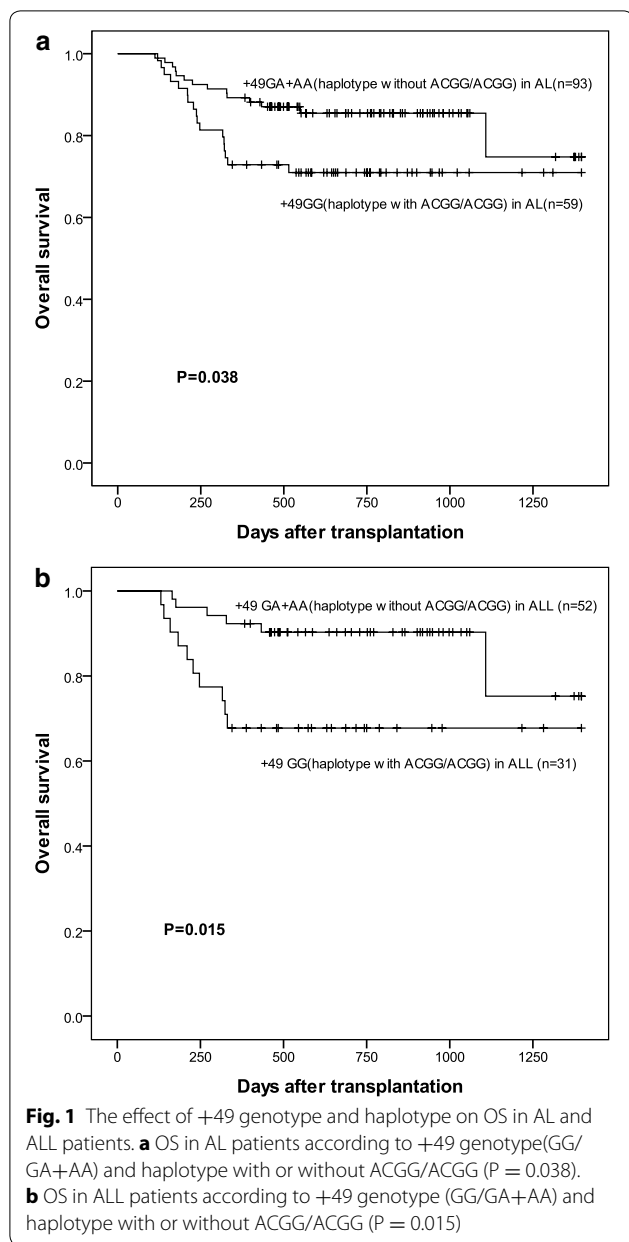 a
1.0
+49GA+AA(haplotype without ACGG/ACGG) in AL(n=93)
0.8
+49GG(haplotype with ACGG/ACGG) in AL(n=59)
0.6
Overall survival
0.4
0.2
P=0.038
0.0
0 250 500 750 1000 1250
Days after transplantation
b
1.0
+49 GA+AA(haplotype without ACGG/ACGG) in ALL (n=52)
0.8
+49 GG(haplotype with ACGG/ACGG) in ALL (n=31)
0.6
Overall survival
0.4
0.2
P=0.015
0.0
0 250 500 750 1000 1250
Days after transplantation
Fig. 1 The effect of +49 genotype and haplotype on OS in AL and
ALL patients. a OS in AL patients according to +49 genotype(GG/
GA+AA) and haplotype with or without ACGG/ACGG (P = 0.038).
b OS in ALL patients according to +49 genotype (GG/GA+AA) and
haplotype with or without ACGG/ACGG (P = 0.015)